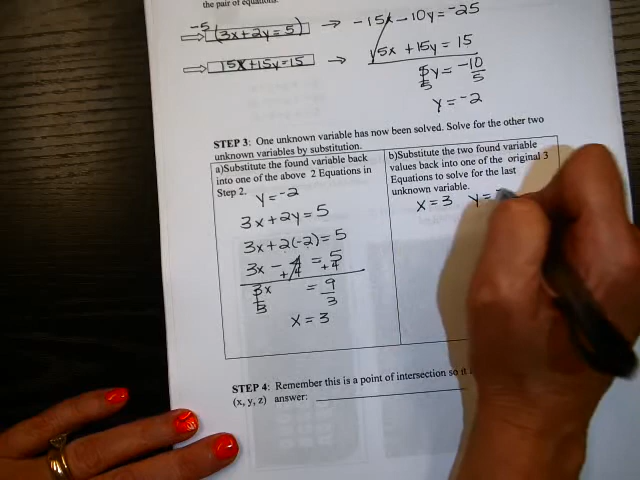 the pair of equations.
-5 (3x+2y=5) → -15x - 10y = -25
15x+15y=15 → 15x + 15y = 15
5y = -10
5 5
y = -2
STEP 3: One unknown variable has now been solved. Solve for the other two
unknown variables by substitution.
a)Substitute the found variable back
into one of the above 2 Equations in
Step 2.
y = -2
3x + 2y = 5
3x + 2(-2) = 5
3x - 4 = 5
+4 +4
3x = 9
3 3
x = 3
b)Substitute the two found variable
values back into one of the original 3
Equations to solve for the last
unknown variable.
x = 3 y = -
STEP 4: Remember this is a point of intersection so it
(x, y, z) answer: